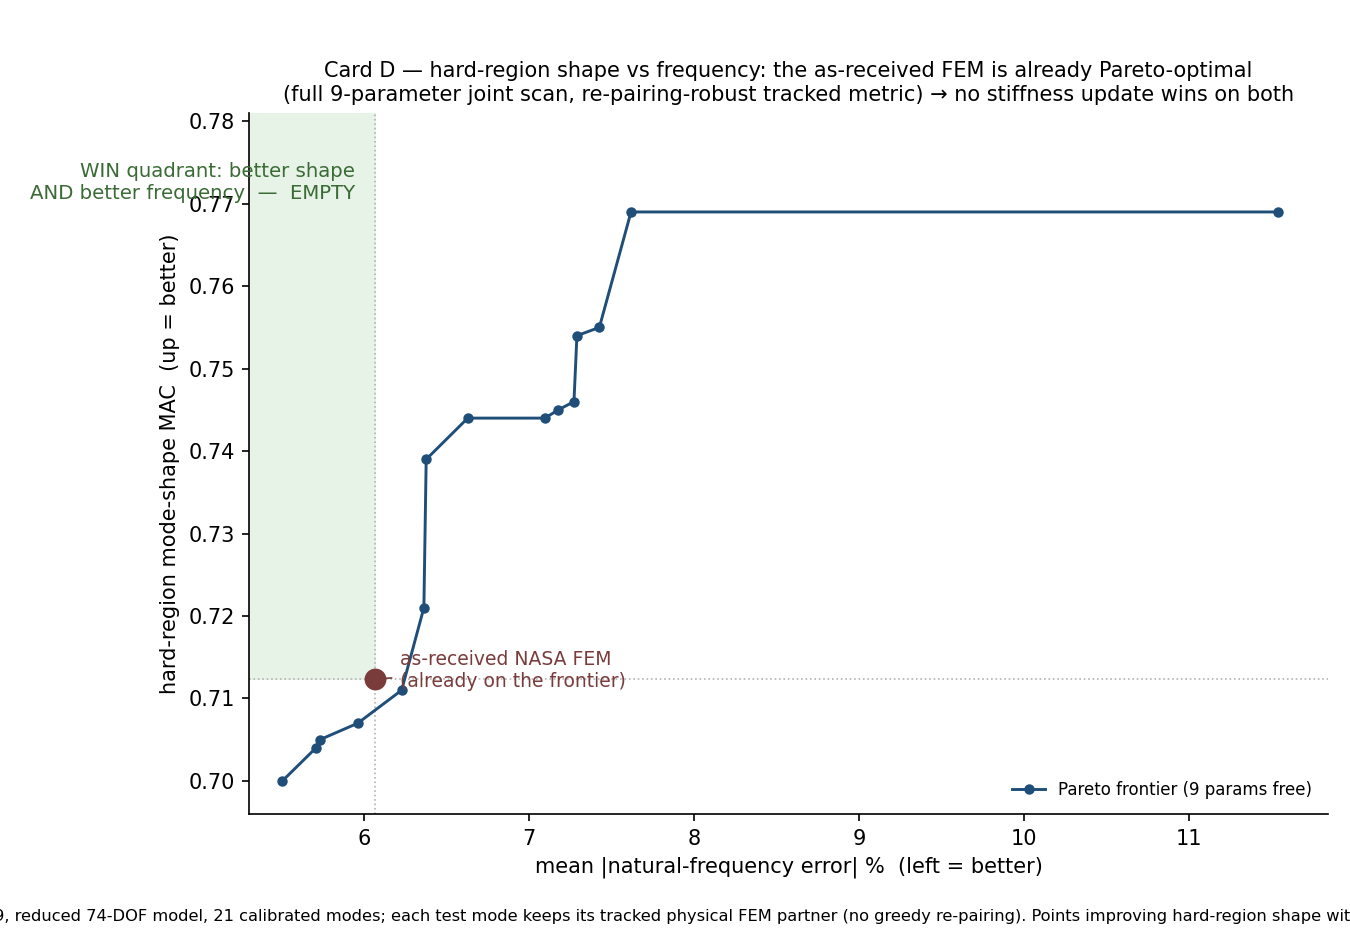 Card D — hard-region shape vs frequency: the as-received FEM is already Pareto-optimal
(full 9-parameter joint scan, re-pairing-robust tracked metric) → no stiffness update wins on both
WIN quadrant: better shape
AND better frequency — EMPTY
hard-region mode-shape MAC (up = better)
0.78
0.77
0.76
0.75
0.74
0.73
0.72
0.71
0.70
as-received NASA FEM
(already on the frontier)
Pareto frontier (9 params free)
6 7 8 9 10 11
mean |natural-frequency error| % (left = better)
9, reduced 74-DOF model, 21 calibrated modes; each test mode keeps its tracked physical FEM partner (no greedy re-pairing). Points improving hard-region shape wit